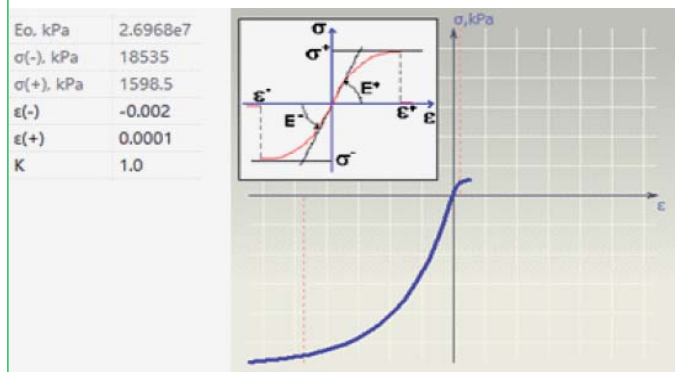 Eo, kPa 2.6968e7
σ(-), kPa 18535
σ(+), kPa 1598.5
ε(-) -0.002
ε(+) 0.0001
K 1.0
σ
σ⁺
E⁺
ε⁻
ε⁺ ε
E⁻
σ⁻
σ,kPa
ε